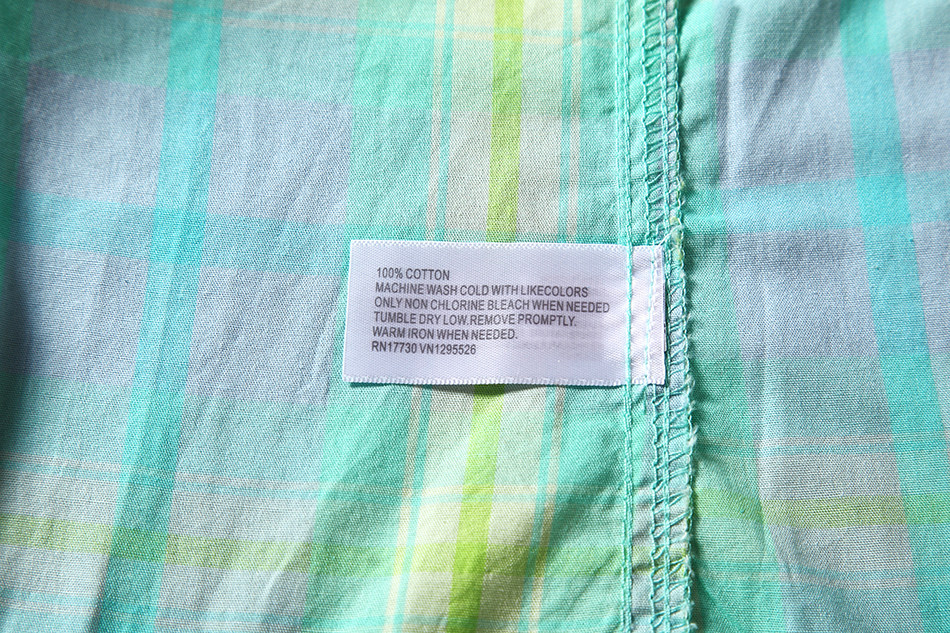 100% COTTON
MACHINE WASH COLD WITH LIKECOLORS
ONLY NON CHLORINE BLEACH WHEN NEEDED
TUMBLE DRY LOW.REMOVE PROMPTLY.
WARM IRON WHEN NEEDED.
RN17730 VN1295526